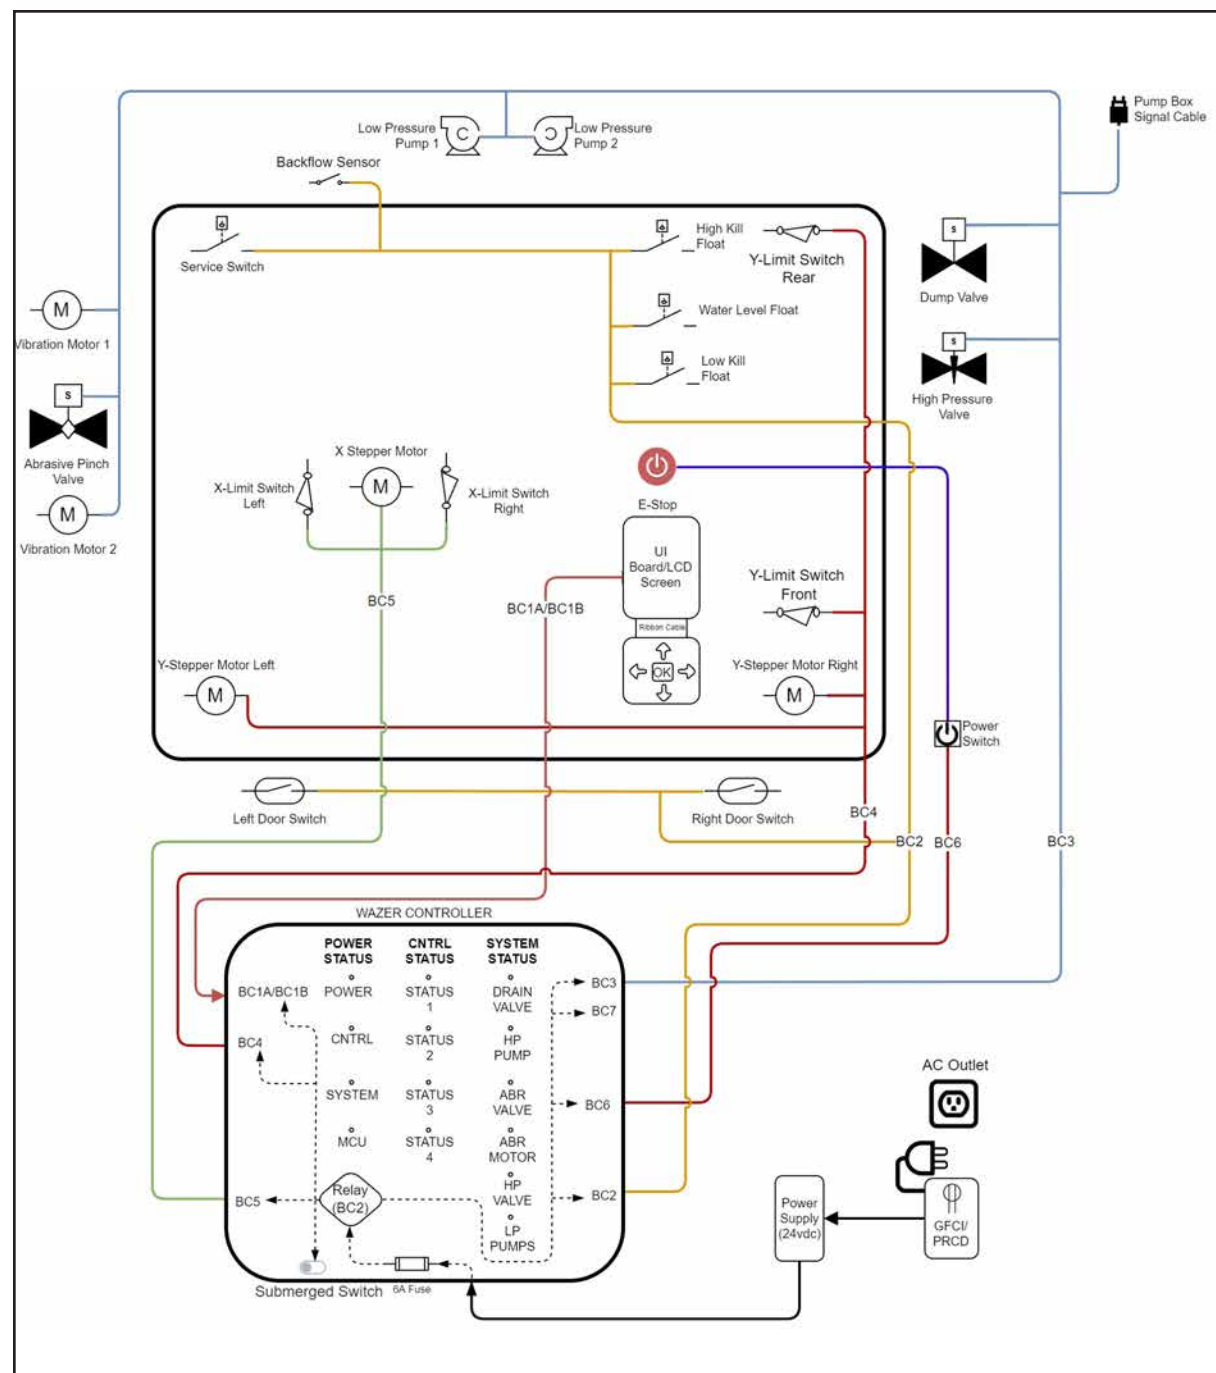 Pump Box
Signal Cable
Low Pressure
Pump 1
C
C
Low Pressure
Pump 2
Backflow Sensor
Service Switch
High Kill
Float
Y-Limit Switch
Rear
S
Dump Valve
M
Vibration Motor 1
Water Level Float
S
High Pressure
Valve
Low Kill
Float
S
Abrasive Pinch
Valve
M
Vibration Motor 2
X Stepper Motor
M
X-Limit Switch
Left
X-Limit Switch
Right
E-Stop
UI
Board/LCD
Screen
Ribbon Cable
OK
Y-Limit Switch
Front
BC5
BC1A/BC1B
Y-Stepper Motor Left
M
Y-Stepper Motor Right
M
Power
Switch
Left Door Switch
Right Door Switch
BC4
BC2
BC6
BC3
WAZER CONTROLLER
POWER
STATUS
CNTRL
STATUS
SYSTEM
STATUS
BC1A/BC1B
POWER
STATUS
1
DRAIN
VALVE
BC3
BC7
BC4
CNTRL
STATUS
2
HP
PUMP
SYSTEM
STATUS
3
ABR
VALVE
BC6
MCU
STATUS
4
ABR
MOTOR
BC5
Relay
(BC2)
HP
VALVE
BC2
LP
PUMPS
Submerged Switch
6A Fuse
AC Outlet
Power
Supply
(24vdc)
GFCI/
PRCD